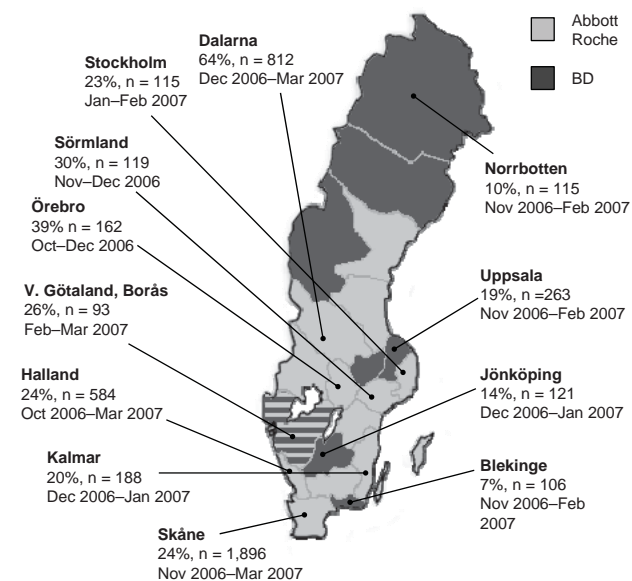 Abbott
Roche
BD
Dalarna
64%, n = 812
Dec 2006–Mar 2007
Stockholm
23%, n = 115
Jan–Feb 2007
Sörmland
30%, n = 119
Nov–Dec 2006
Örebro
39% n = 162
Oct–Dec 2006
V. Götaland, Borås
26%, n = 93
Feb–Mar 2007
Halland
24%, n = 584
Oct 2006–Mar 2007
Kalmar
20%, n = 188
Dec 2006–Jan 2007
Skåne
24%, n = 1,896
Nov 2006–Mar 2007
Norrbotten
10%, n = 115
Nov 2006–Feb 2007
Uppsala
19%, n =263
Nov 2006–Feb 2007
Jönköping
14%, n = 121
Dec 2006–Jan 2007
Blekinge
7%, n = 106
Nov 2006–Feb
2007